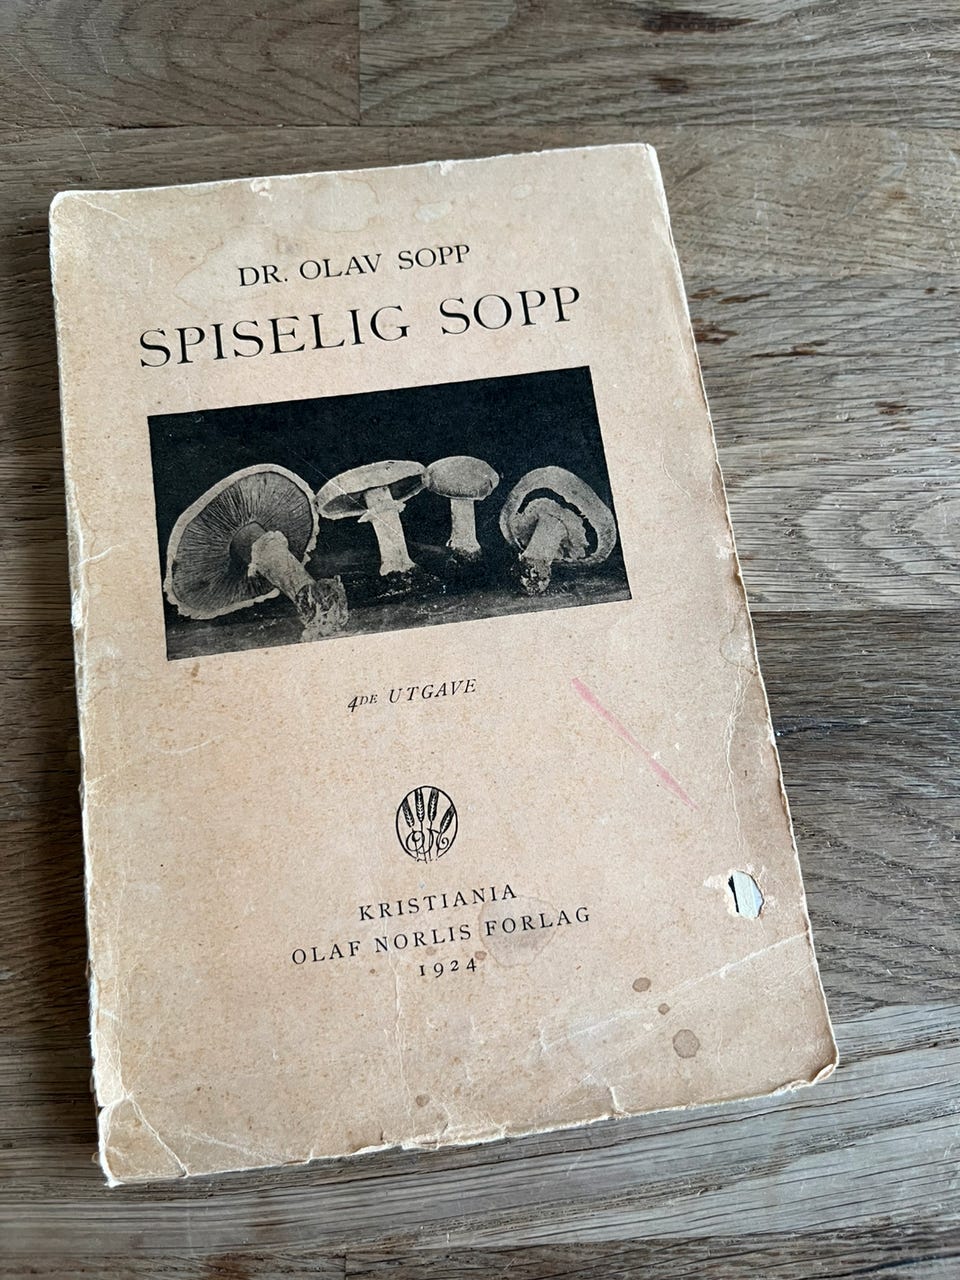 DR. OLAV SOPP
SPISELIG SOPP
4DE UTGAVE
KRISTIANIA
OLAF NORLIS FORLAG
1924